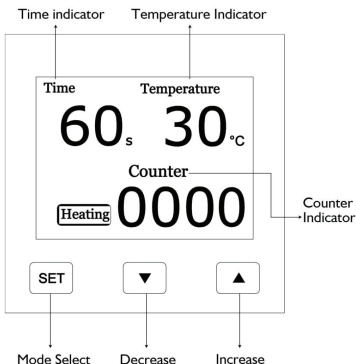 Time indicator
Temperature Indicator
Time
Temperature
60s
30°C
Counter
Heating
0000
Counter
Indicator
SET
▼
▲
Mode Select
Decrease
Increase